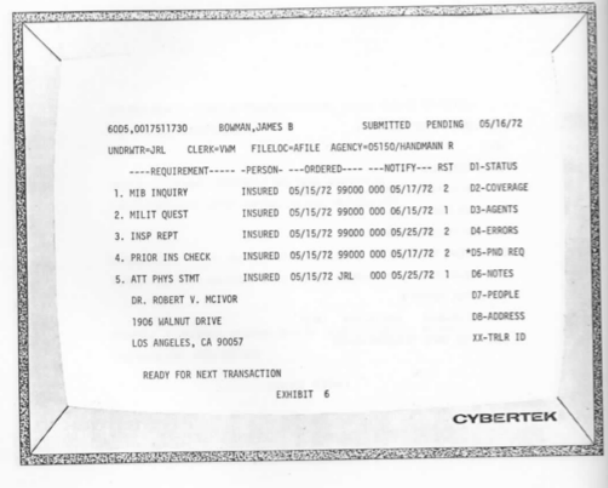 6005,0017511730 BOWMAN,JAMES B SUBMITTED PENDING 05/16/72
UNDRWTR=JRL CLERK=VWM FILELOC=AFILE AGENCY=05150/HANDMANN R
----REQUIREMENT----- -PERSON- ---ORDERED---- ---NOTIFY--- RST D1-STATUS
1. MIB INQUIRY INSURED 05/15/72 99000 000 05/17/72 2 D2-COVERAGE
2. MILIT QUEST INSURED 05/15/72 99000 000 06/15/72 1 D3-AGENTS
3. INSP REPT INSURED 05/15/72 99000 000 05/25/72 2 D4-ERRORS
4. PRIOR INS CHECK INSURED 05/15/72 99000 000 05/17/72 2 *D5-PND REQ
5. ATT PHYS STMT INSURED 05/15/72 JRL 000 05/25/72 1 D6-NOTES
DR. ROBERT V. MCIVOR D7-PEOPLE
1906 WALNUT DRIVE D8-ADDRESS
LOS ANGELES, CA 90057 XX-TRLR ID
READY FOR NEXT TRANSACTION
EXHIBIT 6
CYBERTEK